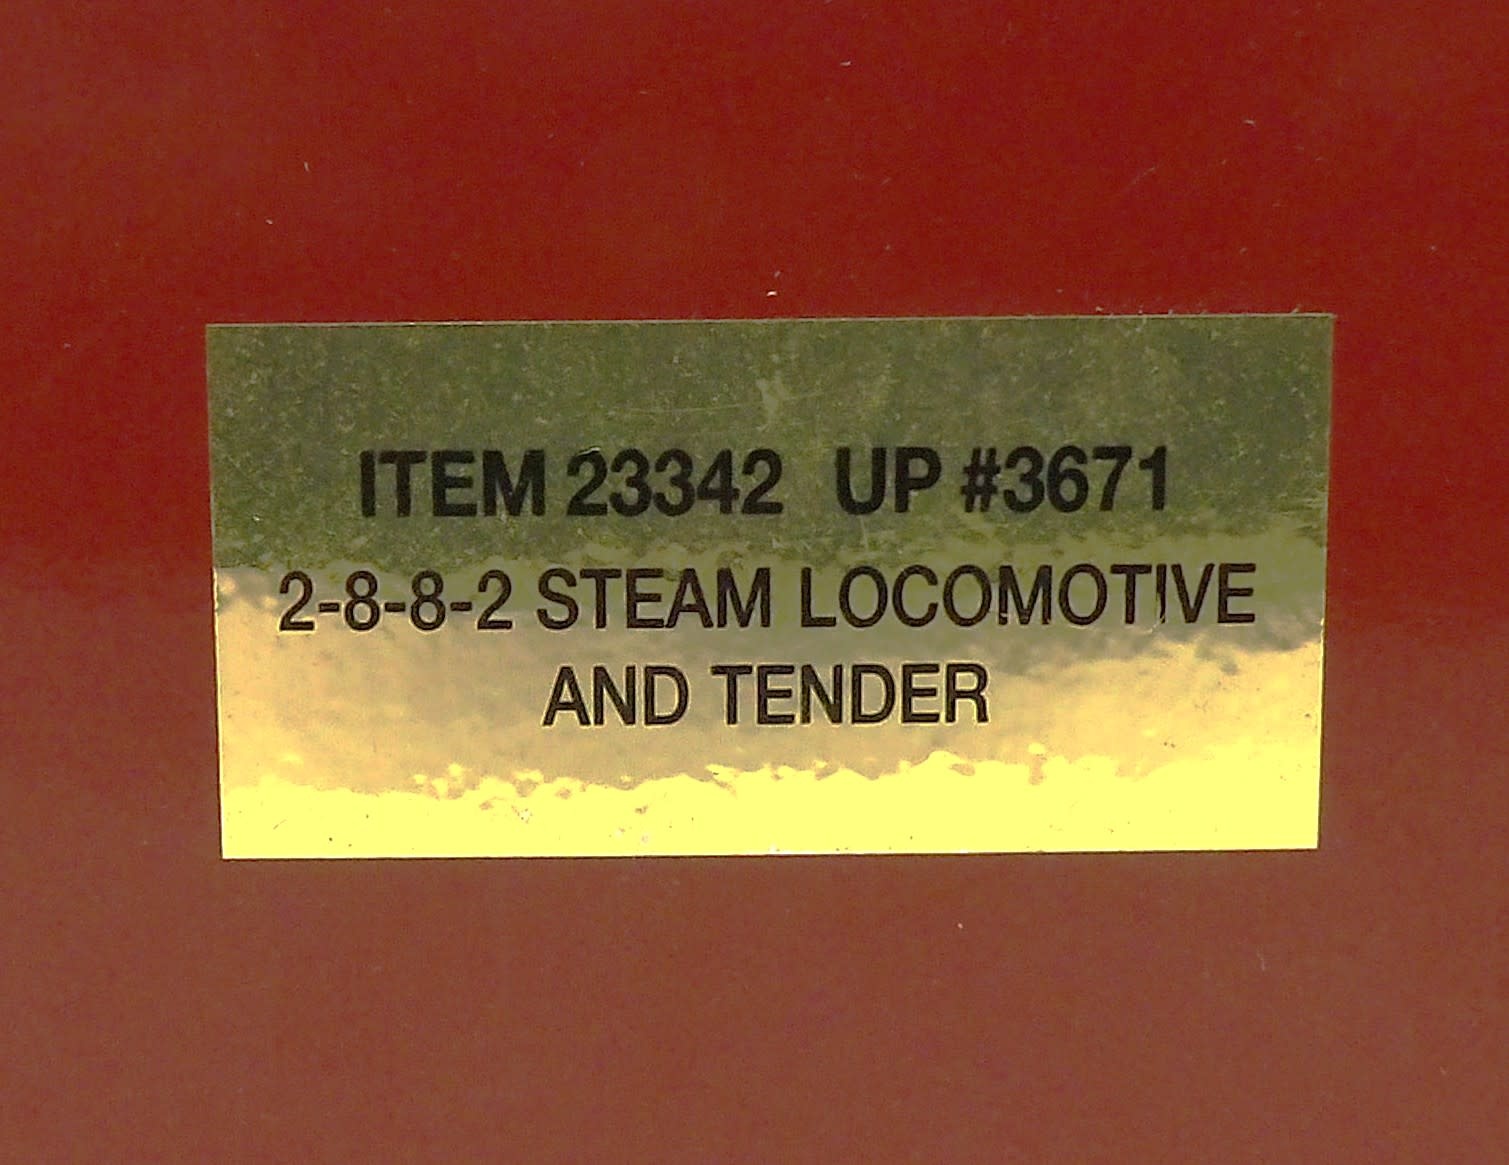 ITEM 23342 UP #3671
2-8-8-2 STEAM LOCOMOTIVE
AND TENDER